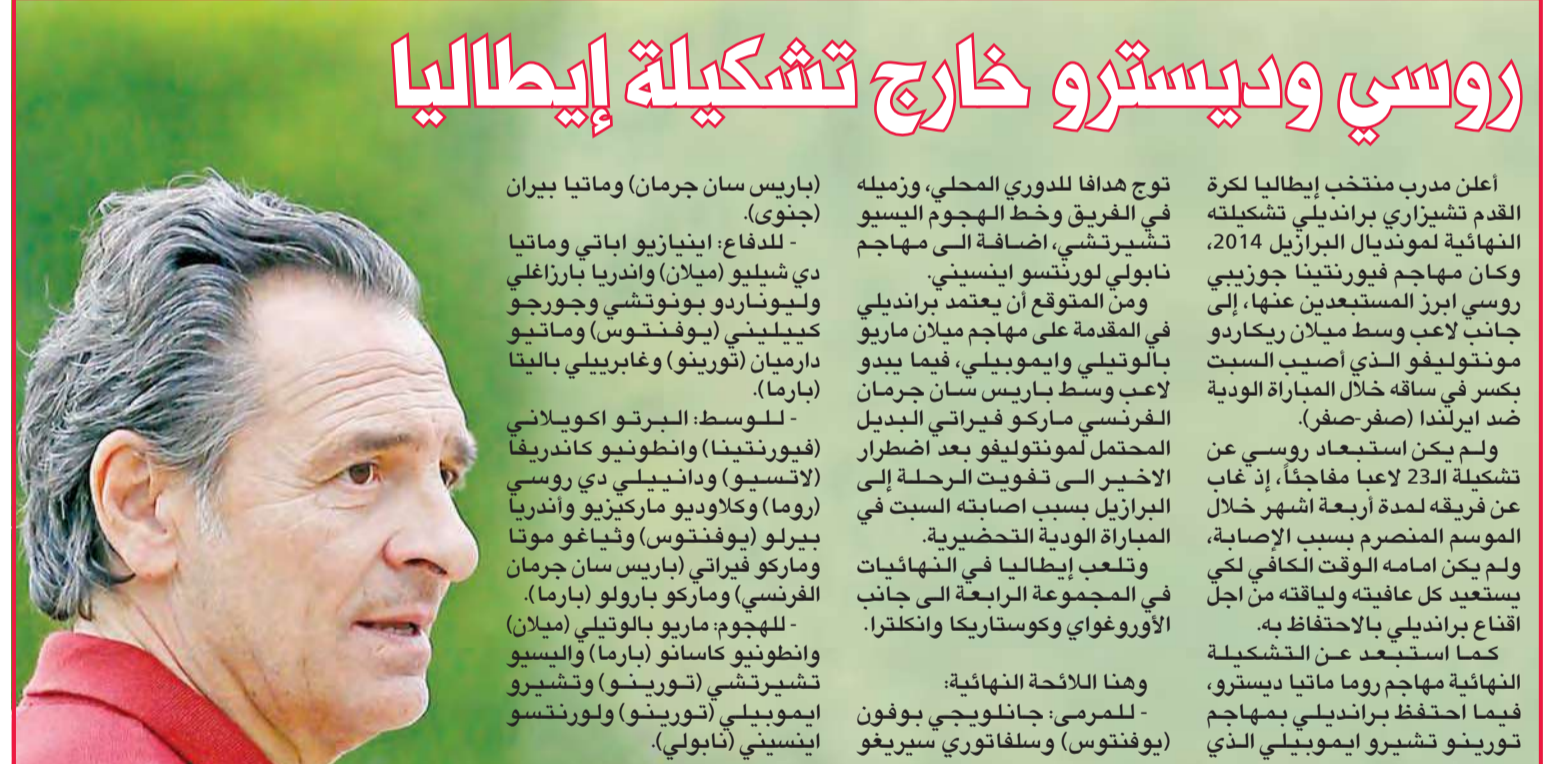 روسي وديسترو خارج تشكيلة إيطاليا
أعلن مدرب منتخب إيطاليا لكرة
القدم تشيزاري برانديلي تشكيلته
النهائية لمونديال البرازيل 2014،
وكان مهاجم فيورنتينا جوزيبي
روسي ابرز المستبعدين عنها، إلى
جانب لاعب وسط ميلان ريكاردو
مونتوليفو الذي أصيب السبت
بكسر في ساقه خلال المباراة الودية
ضد ايرلندا (صفر-صفر).
ولم يكن استبعاد روسي عن
تشكيلة الـ23 لاعباً مفاجئاً، إذ غاب
عن فريقه لمدة أربعة اشهر خلال
الموسم المنصرم بسبب الإصابة،
ولم يكن امامه الوقت الكافي لكي
يستعيد كل عافيته ولياقته من اجل
اقناع برانديلي بالاحتفاظ به.
كما استبعد عن التشكيلة
النهائية مهاجم روما ماتيا ديسترو،
فيما احتفظ برانديلي بمهاجم
تورينو تشيرو ايموبيلي الذي
توج هدافا للدوري المحلي، وزميله
في الفريق وخط الهجوم اليسيو
تشيرتشي، اضافة الى مهاجم
نابولي لورنتسو اينسيني.
ومن المتوقع أن يعتمد برانديلي
في المقدمة على مهاجم ميلان ماريو
بالوتيلي وايموبيلي، فيما يبدو
لاعب وسط باريس سان جرمان
الفرنسي ماركو فيراتي البديل
المحتمل لمونتوليفو بعد اضطرار
الاخير الى تفويت الرحلة إلى
البرازيل بسبب اصابته السبت في
المباراة الودية التحضيرية.
وتلعب إيطاليا في النهائيات
في المجموعة الرابعة الى جانب
الأوروغواي وكوستاريكا وانكلترا.
وهنا اللائحة النهائية:
- للمرمى: جانلويجي بوفون
(يوفنتوس) وسلفاتوري سيريغو
(باريس سان جرمان) وماتيا بيران
(جنوى).
- للدفاع: اينيازيو اباتي وماتيا
دي شيليو (ميلان) واندريا بارزاغلي
وليوناردو بونوتشي وجورجو
كييليني (يوفنتوس) وماتيو
دارميان (تورينو) وغابرييلي باليتا
(بارما).
- للوسط: البرتو اكويلاني
(فيورنتينا) وانطونيو كاندريفا
(لاتسيو) ودانييلي دي روسي
(روما) وكلاوديو ماركيزيو وأندريا
بيرلو (يوفنتوس) وثياغو موتا
وماركو فيراتي (باريس سان جرمان
الفرنسي) وماركو بارولو (بارما).
- للهجوم: ماريو بالوتيلي (ميلان)
وانطونيو كاسانو (بارما) واليسيو
تشيرتشي (تورينو) وتشيرو
ايموبيلي (تورينو) ولورنتسو
اينسيني (نابولي).